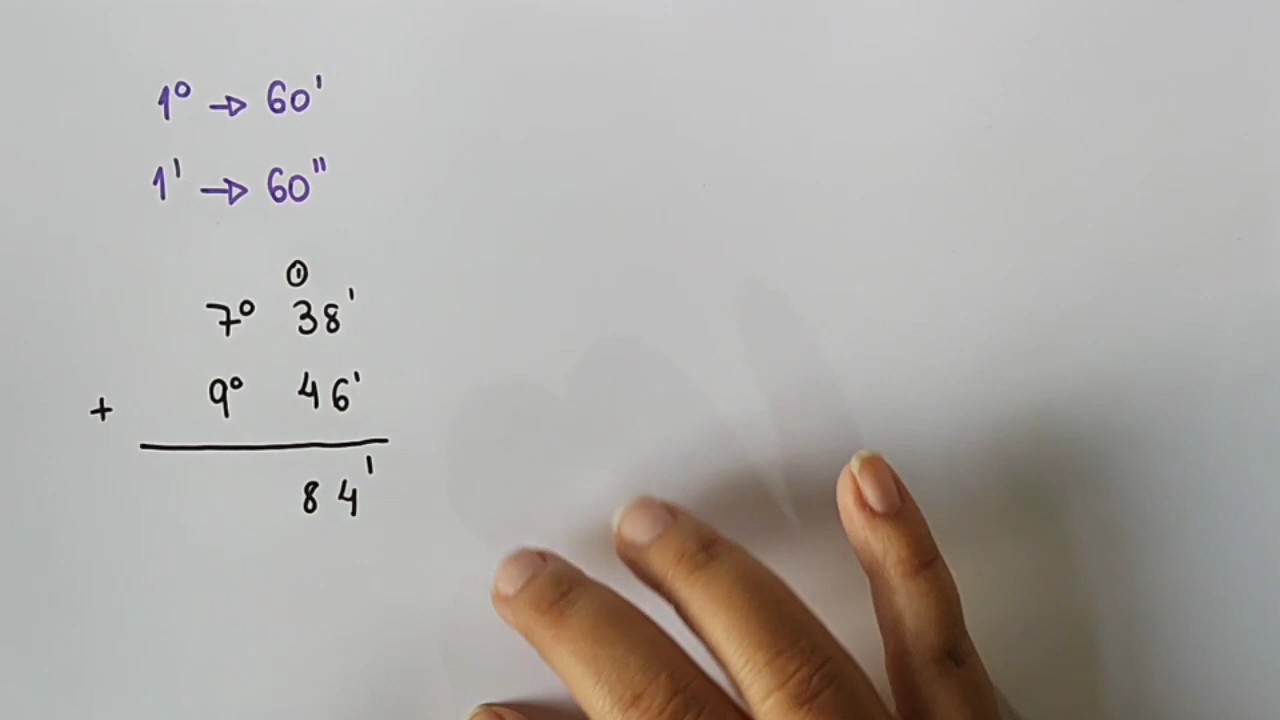 1° → 60'
1' → 60"
①
7° 38'
9° 46'
+
84'